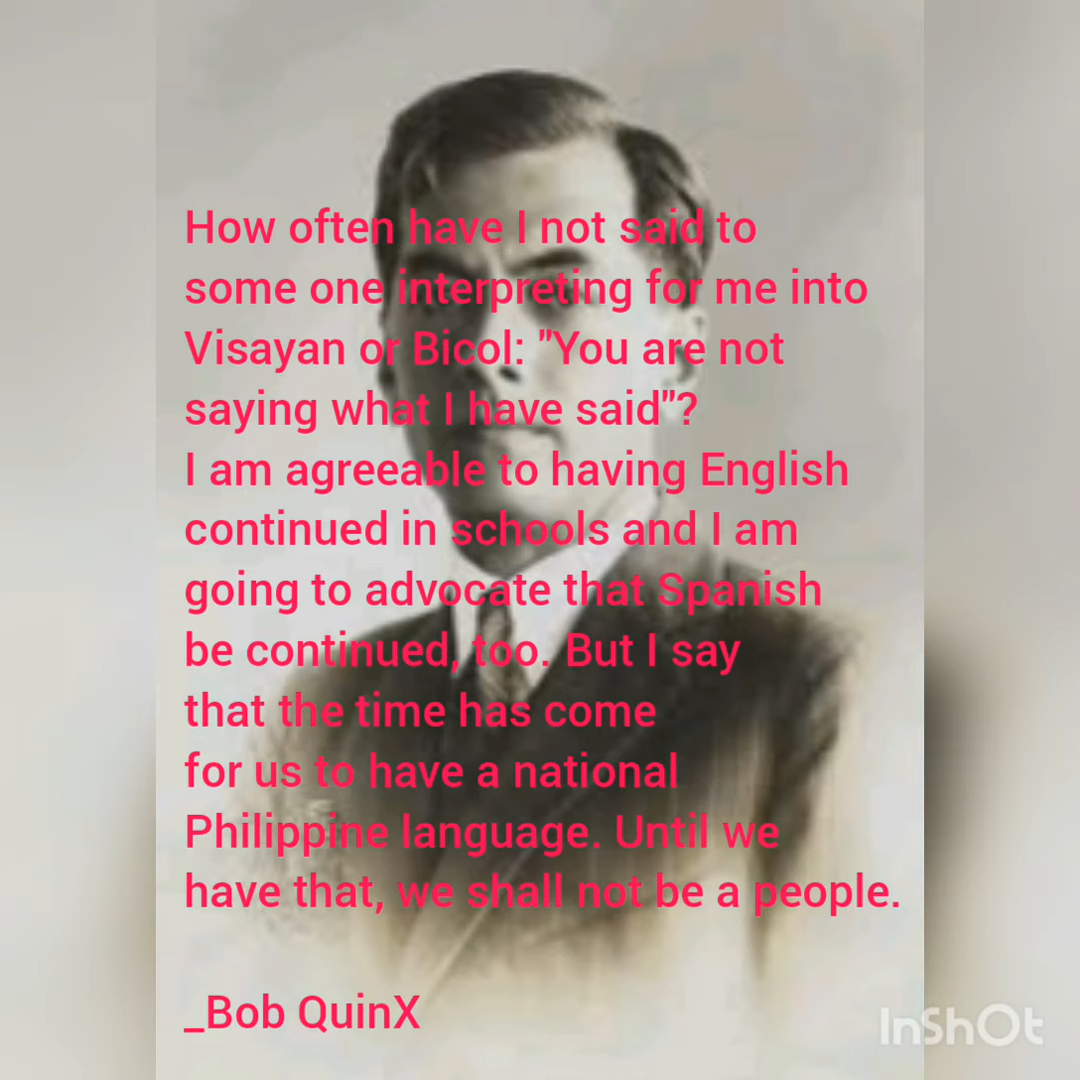 How often have I not said to
some one interpreting for me into
Visayan or Bicol: "You are not
saying what I have said"?
I am agreeable to having English
continued in schools and I am
going to advocate that Spanish
be continued, too. But I say
that the time has come
for us to have a national
Philippine language. Until we
have that, we shall not be a people.
_Bob QuinX
InShOt